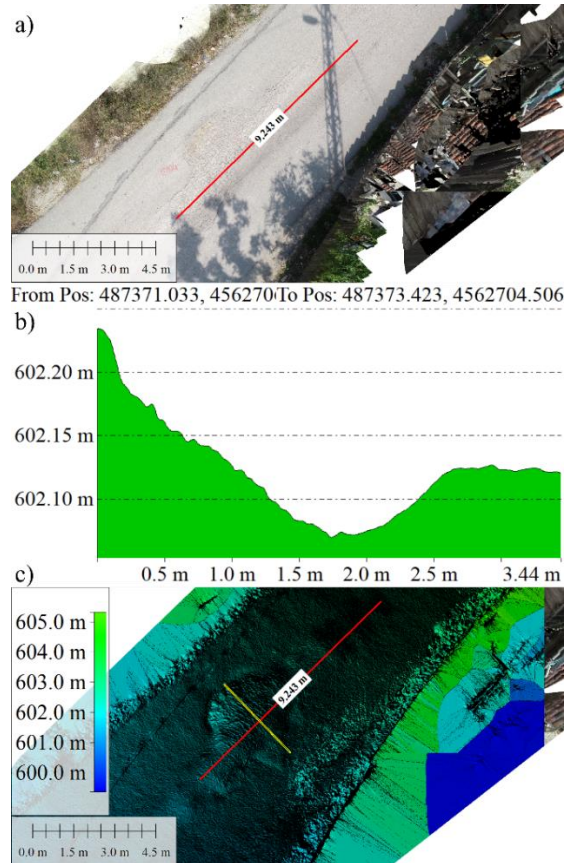 a)
9.243 m
0.0 m 1.5 m 3.0 m 4.5 m
From Pos: 487371.033, 456270 To Pos: 487373.423, 4562704.506
b)
602.20 m
602.15 m
602.10 m
0.5 m 1.0 m 1.5 m 2.0 m 2.5 m 3.44 m
c)
605.0 m
604.0 m
603.0 m
602.0 m
601.0 m
600.0 m
9.243 m
0.0 m 1.5 m 3.0 m 4.5 m